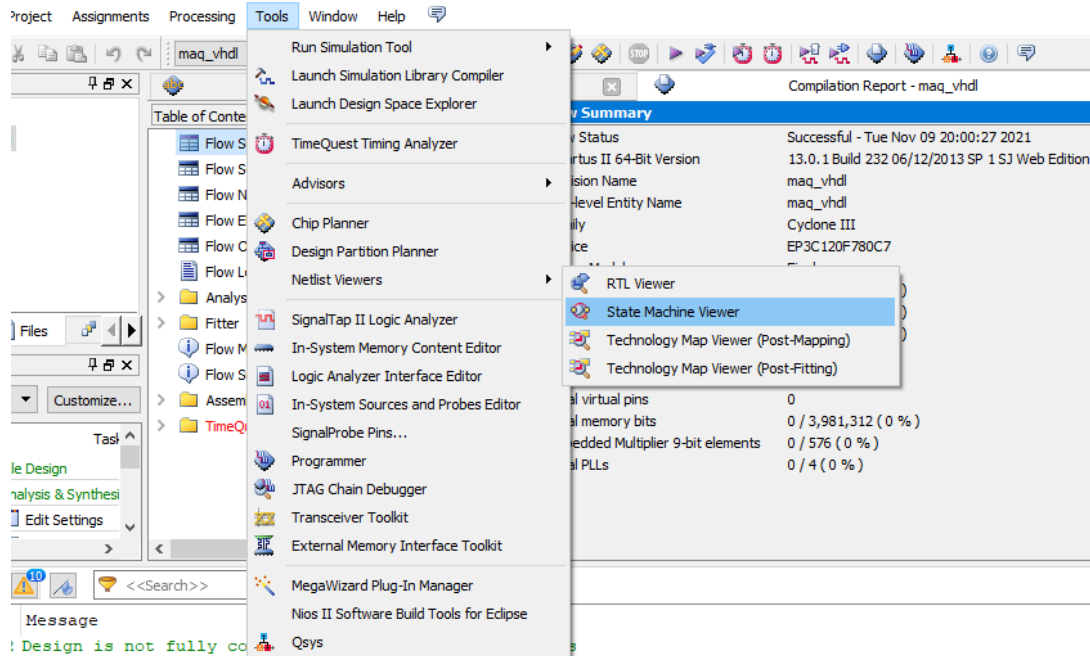 Project Assignments Processing Tools Window Help
maq_vhdl
STOP
Compilation Report - maq_vhdl
Table of Conte
Flow S
Flow S
Flow N
Flow E
Flow O
Flow L
Analys
Fitter
Flow M
Flow S
Assem
TimeQu
Run Simulation Tool
Launch Simulation Library Compiler
Launch Design Space Explorer
TimeQuest Timing Analyzer
Advisors
Chip Planner
Design Partition Planner
Netlist Viewers
SignalTap II Logic Analyzer
In-System Memory Content Editor
Logic Analyzer Interface Editor
In-System Sources and Probes Editor
SignalProbe Pins...
Programmer
JTAG Chain Debugger
Transceiver Toolkit
External Memory Interface Toolkit
MegaWizard Plug-In Manager
Nios II Software Build Tools for Eclipse
Qsys
RTL Viewer
State Machine Viewer
Technology Map Viewer (Post-Mapping)
Technology Map Viewer (Post-Fitting)
w Summary
v Status Successful - Tue Nov 09 20:00:27 2021
rtus II 64-Bit Version 13.0.1 Build 232 06/12/2013 SP 1 SJ Web Edition
ision Name maq_vhdl
-level Entity Name maq_vhdl
ily Cyclone III
ice EP3C120F780C7
al virtual pins 0
al memory bits 0 / 3,981,312 ( 0 % )
edded Multiplier 9-bit elements 0 / 576 ( 0 % )
al PLLs 0 / 4 ( 0 % )
Files
Customize...
Task
le Design
nalysis & Synthesi
Edit Settings
10
<<Search>>
Message
Design is not fully co
s